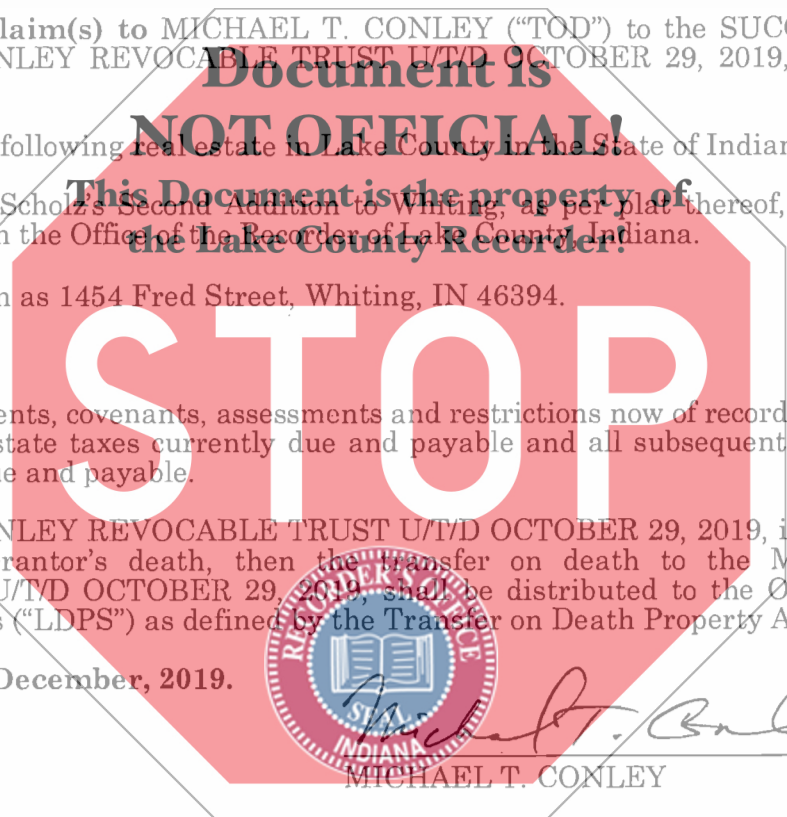 laim(s) to MICHAEL T. CONLEY (“TOD”) to the SUCC
NLEY REVOCABLE TRUST U/T/D OCTOBER 29, 2019,
Document is
NOT OFFICIAL!
following real estate in Lake County in the State of Indian
This Document is the property of
Scholz's Second Addition to Whiting, as per plat thereof,
n the Office of the Recorder of Lake County, Indiana.
the Lake County Recorder!
n as 1454 Fred Street, Whiting, IN 46394.
STOP
ents, covenants, assessments and restrictions now of record
state taxes currently due and payable and all subsequent
e and payable.
NLEY REVOCABLE TRUST U/T/D OCTOBER 29, 2019, i
rantor's death, then the transfer on death to the M
U/T/D OCTOBER 29, 2019, shall be distributed to the O
s (“LDPS”) as defined by the Transfer on Death Property A
December, 2019.
RECORDER'S OFFICE
SEAL
INDIANA
Michael T. Conl
MICHAEL T. CONLEY